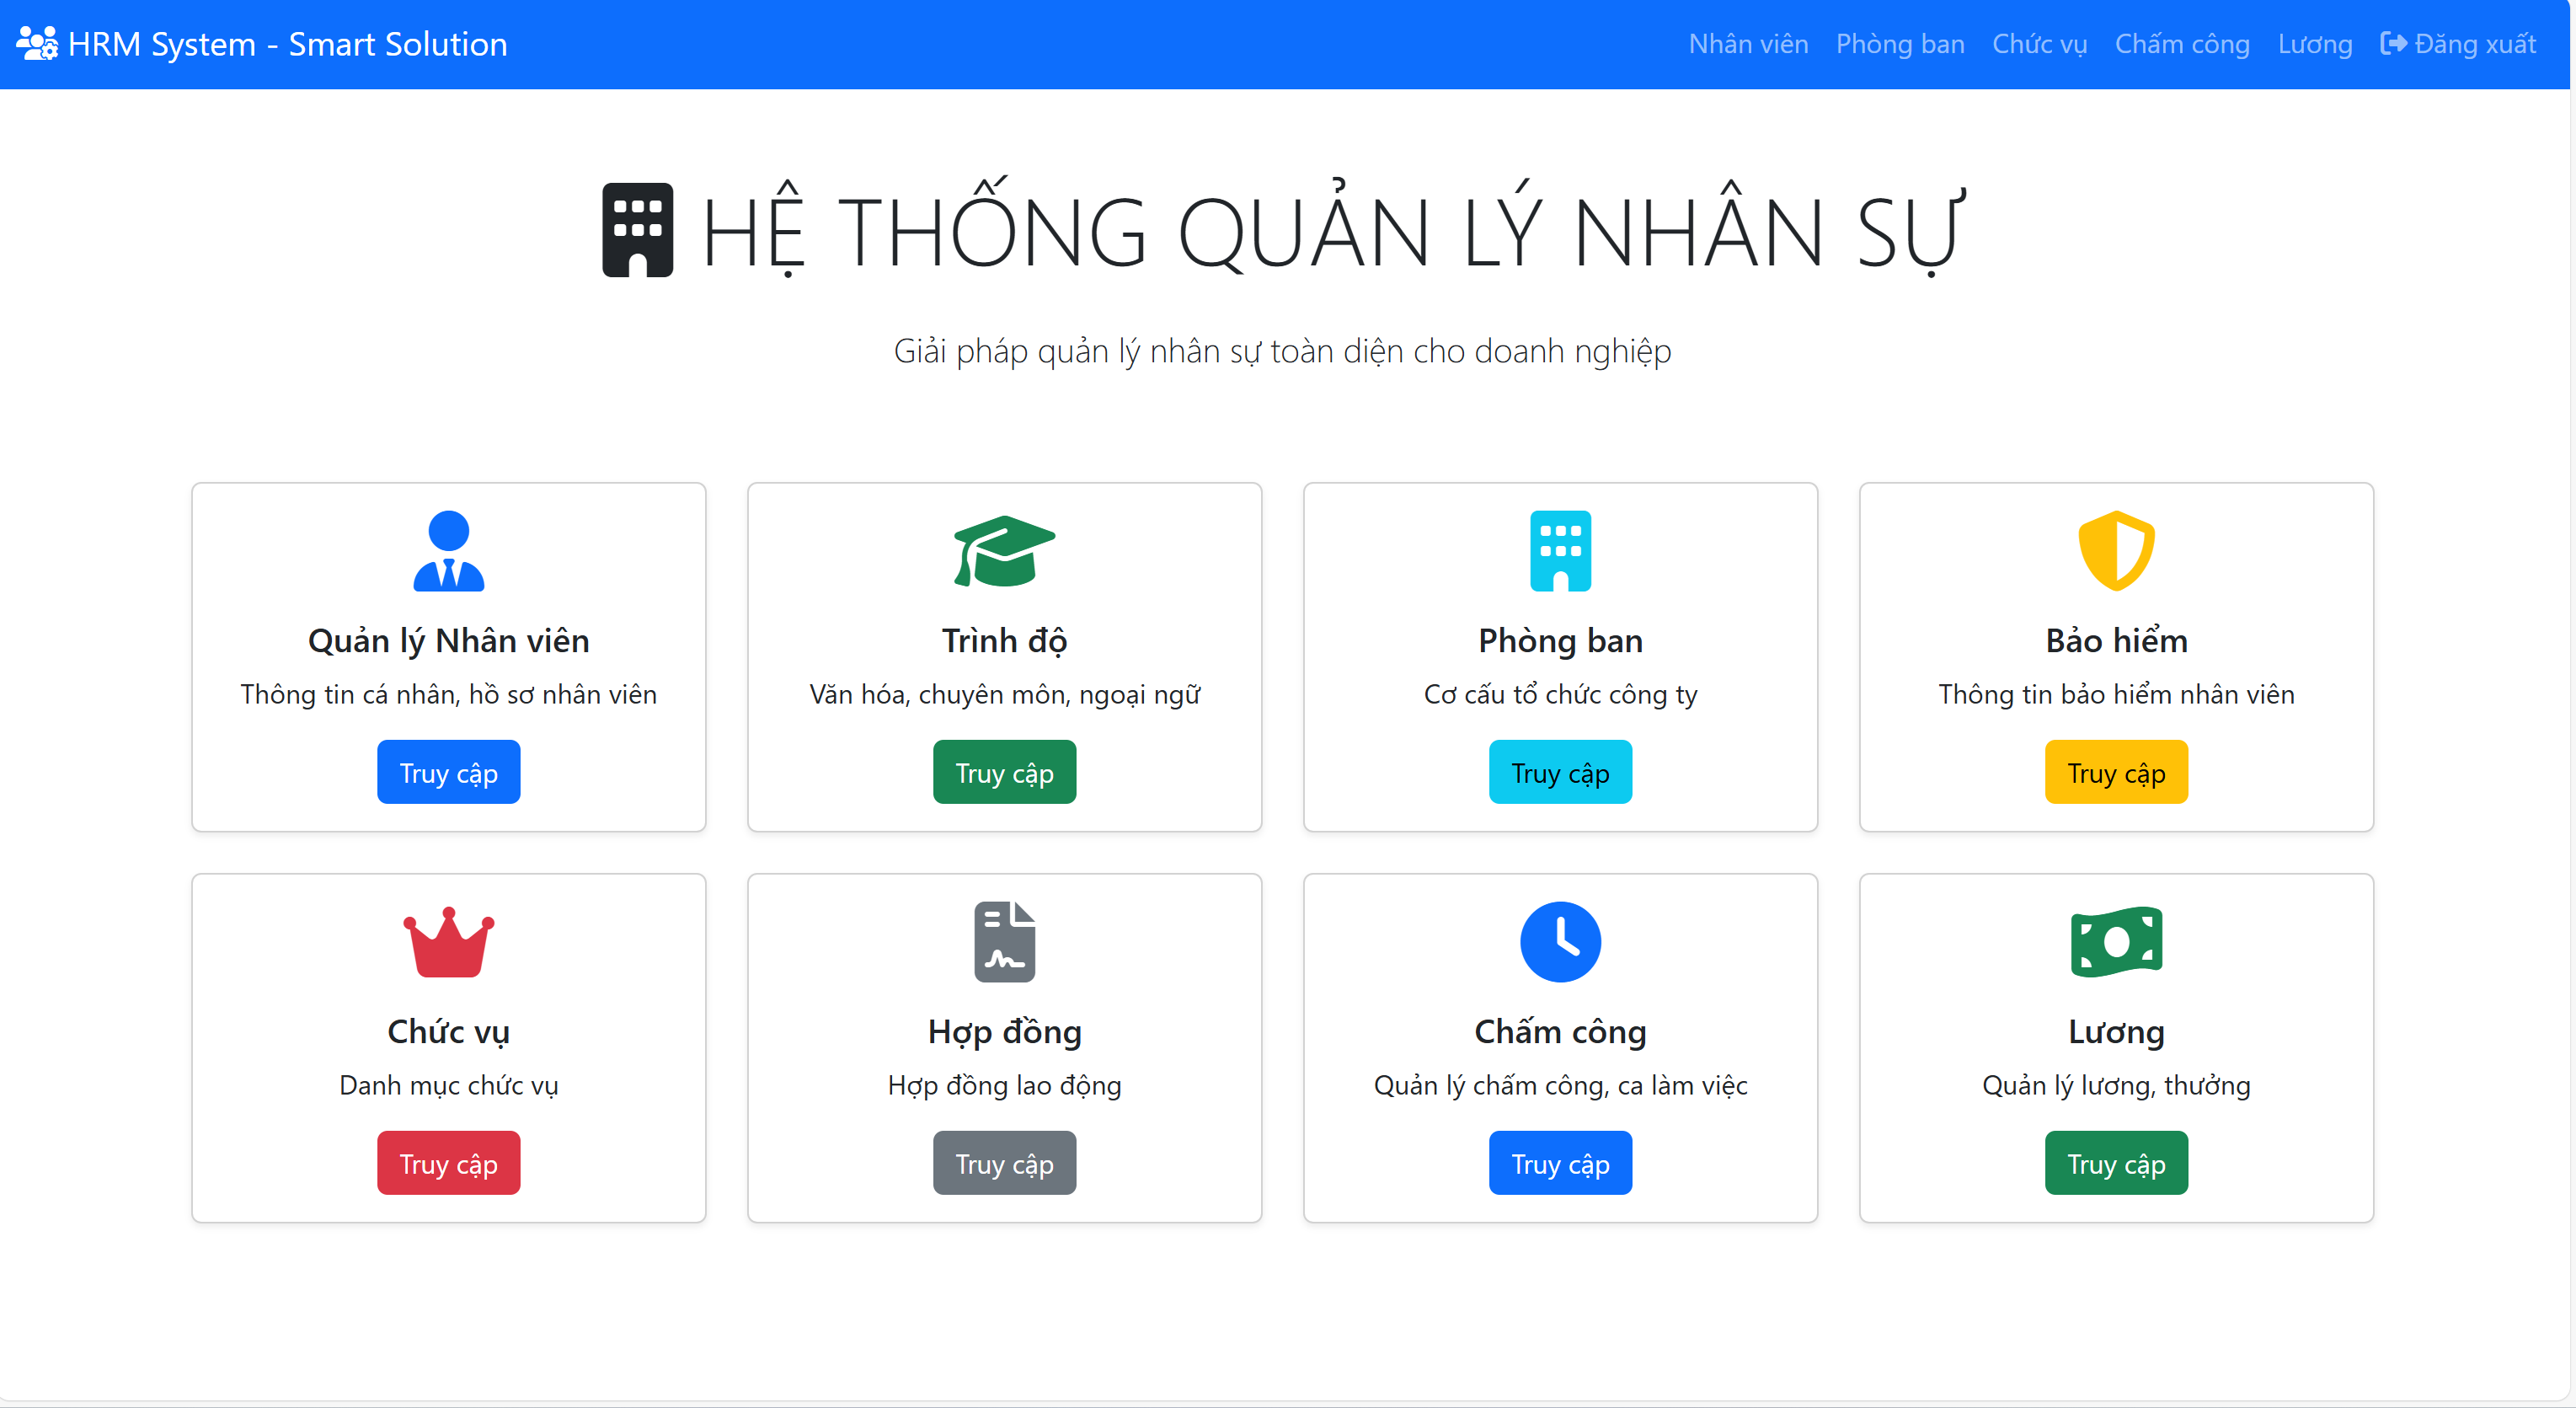 HRM System - Smart Solution
Nhân viên Phòng ban Chức vụ Chấm công Lương Đăng xuất
HỆ THỐNG QUẢN LÝ NHÂN SỰ
Giải pháp quản lý nhân sự toàn diện cho doanh nghiệp
Quản lý Nhân viên
Thông tin cá nhân, hồ sơ nhân viên
Truy cập
Trình độ
Văn hóa, chuyên môn, ngoại ngữ
Truy cập
Phòng ban
Cơ cấu tổ chức công ty
Truy cập
Bảo hiểm
Thông tin bảo hiểm nhân viên
Truy cập
Chức vụ
Danh mục chức vụ
Truy cập
Hợp đồng
Hợp đồng lao động
Truy cập
Chấm công
Quản lý chấm công, ca làm việc
Truy cập
Lương
Quản lý lương, thưởng
Truy cập